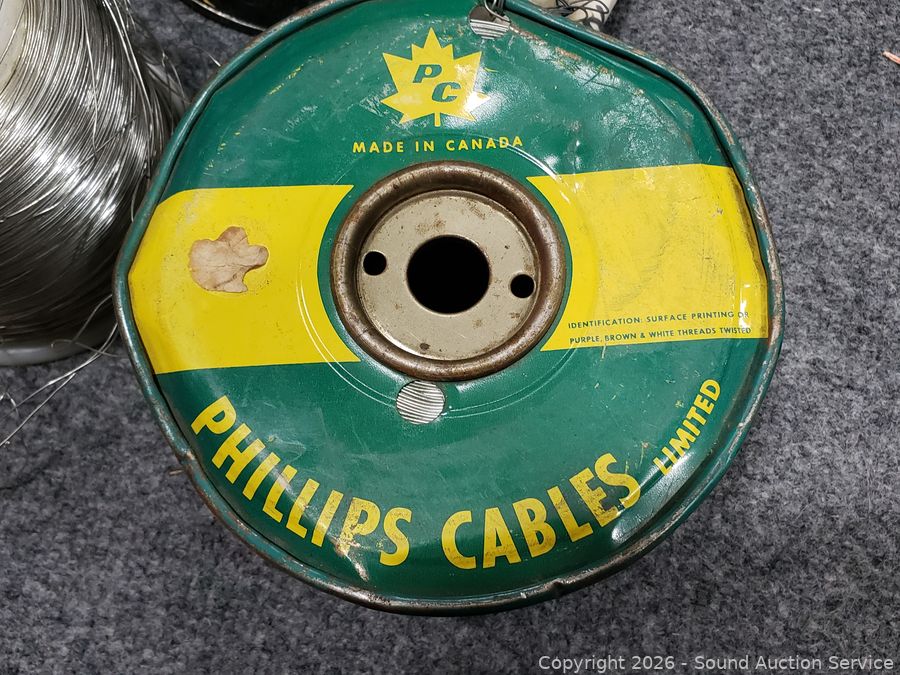 P
C
MADE IN CANADA
IDENTIFICATION: SURFACE PRINTING OR
PURPLE, BROWN & WHITE THREADS TWISTED
PHILLIPS CABLES LIMITED
Copyright © 2026 - Sound Auction Service